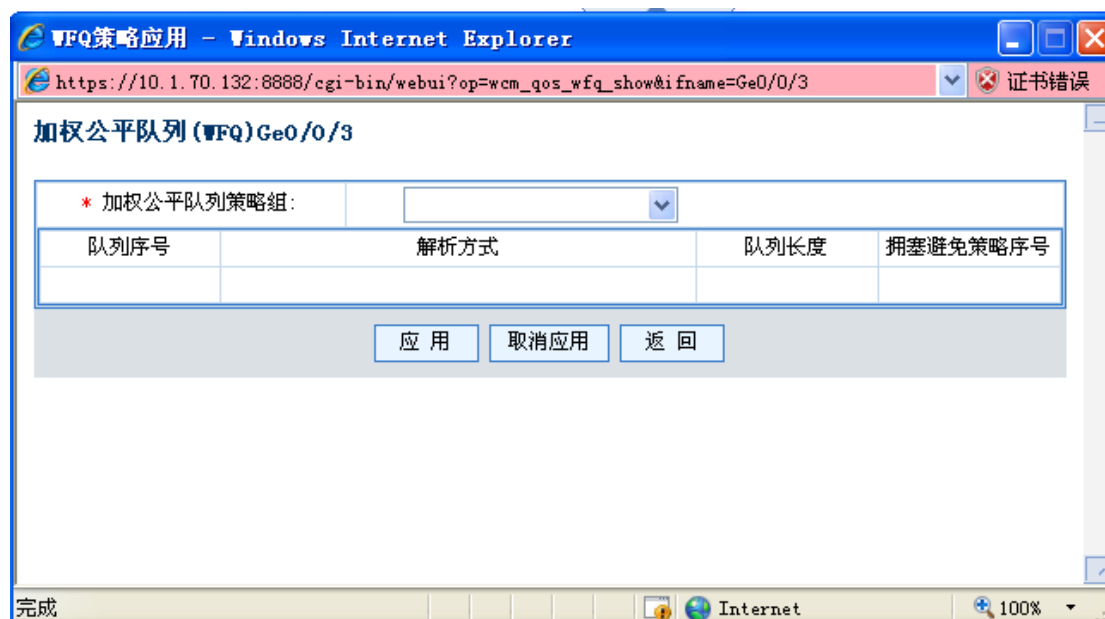 WFQ策略应用 - Windows Internet Explorer
https://10.1.70.132:8888/cgi-bin/webui?op=wcm_qos_wfq_show&ifname=Ge0/0/3 证书错误
加权公平队列(WFQ)Ge0/0/3
* 加权公平队列策略组:
队列序号 解析方式 队列长度 拥塞避免策略序号
应 用 取消应用 返 回
完成 Internet 100%